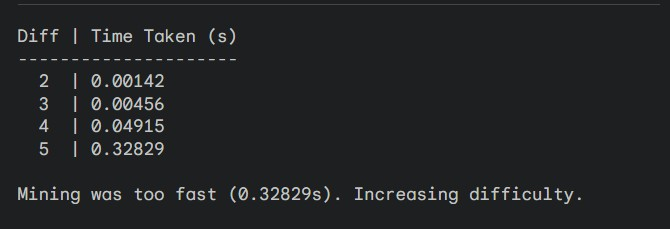 Diff | Time Taken (s)
---------------------
  2  | 0.00142
  3  | 0.00456
  4  | 0.04915
  5  | 0.32829

Mining was too fast (0.32829s). Increasing difficulty.